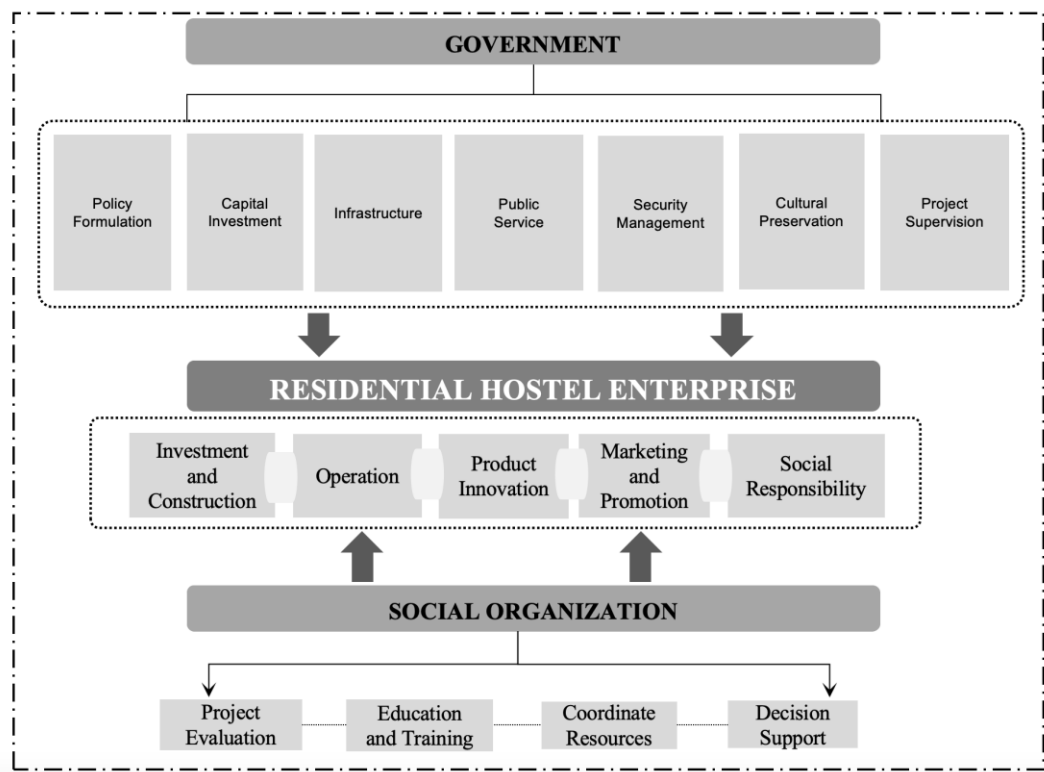 GOVERNMENT
Policy
Formulation
Capital
Investment
Infrastructure
Public
Service
Security
Management
Cultural
Preservation
Project
Supervision
RESIDENTIAL HOSTEL ENTERPRISE
Investment
and
Construction
Operation
Product
Innovation
Marketing
and
Promotion
Social
Responsibility
SOCIAL ORGANIZATION
Project
Evaluation
Education
and Training
Coordinate
Resources
Decision
Support